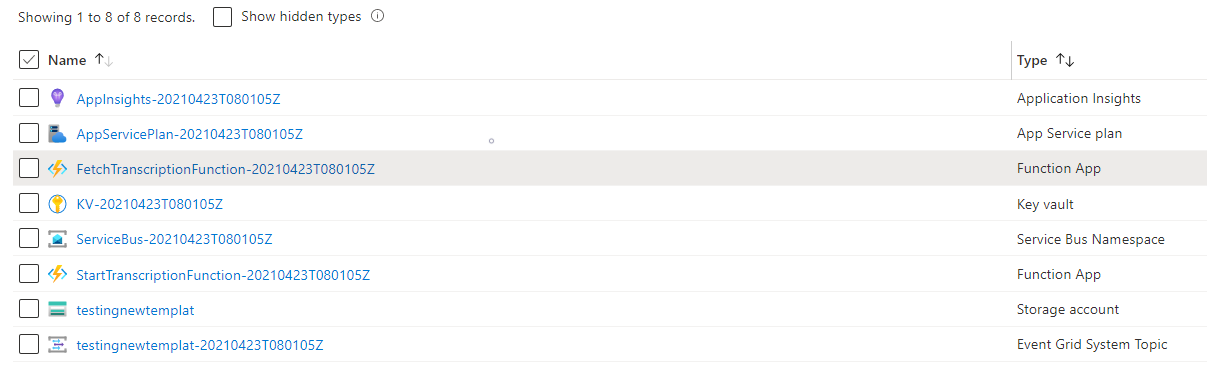 Showing 1 to 8 of 8 records. Show hidden types
Name Type
AppInsights-20210423T080105Z Application Insights
AppServicePlan-20210423T080105Z App Service plan
FetchTranscriptionFunction-20210423T080105Z Function App
KV-20210423T080105Z Key vault
ServiceBus-20210423T080105Z Service Bus Namespace
StartTranscriptionFunction-20210423T080105Z Function App
testingnewtemplat Storage account
testingnewtemplat-20210423T080105Z Event Grid System Topic